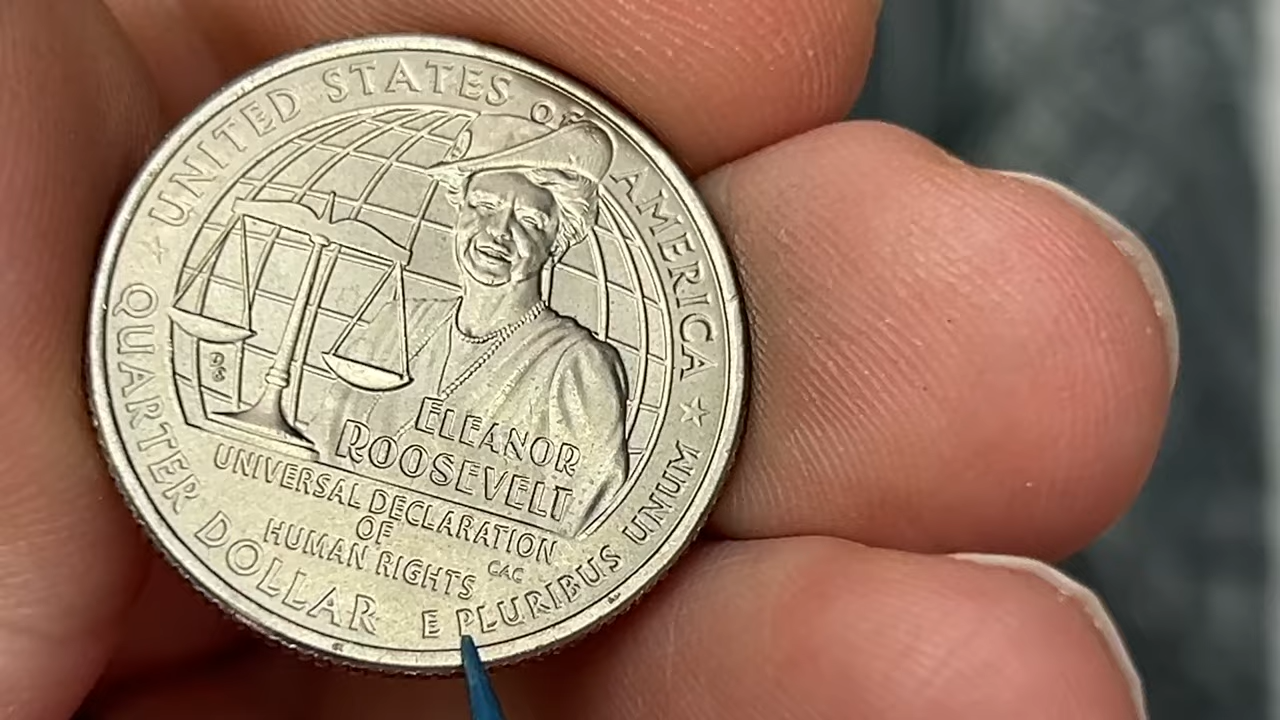 UNITED STATES OF AMERICA
ELEANOR
ROOSEVELT
UNIVERSAL DECLARATION
OF
HUMAN RIGHTS
CAC
QUARTER DOLLAR
E PLURIBUS UNUM